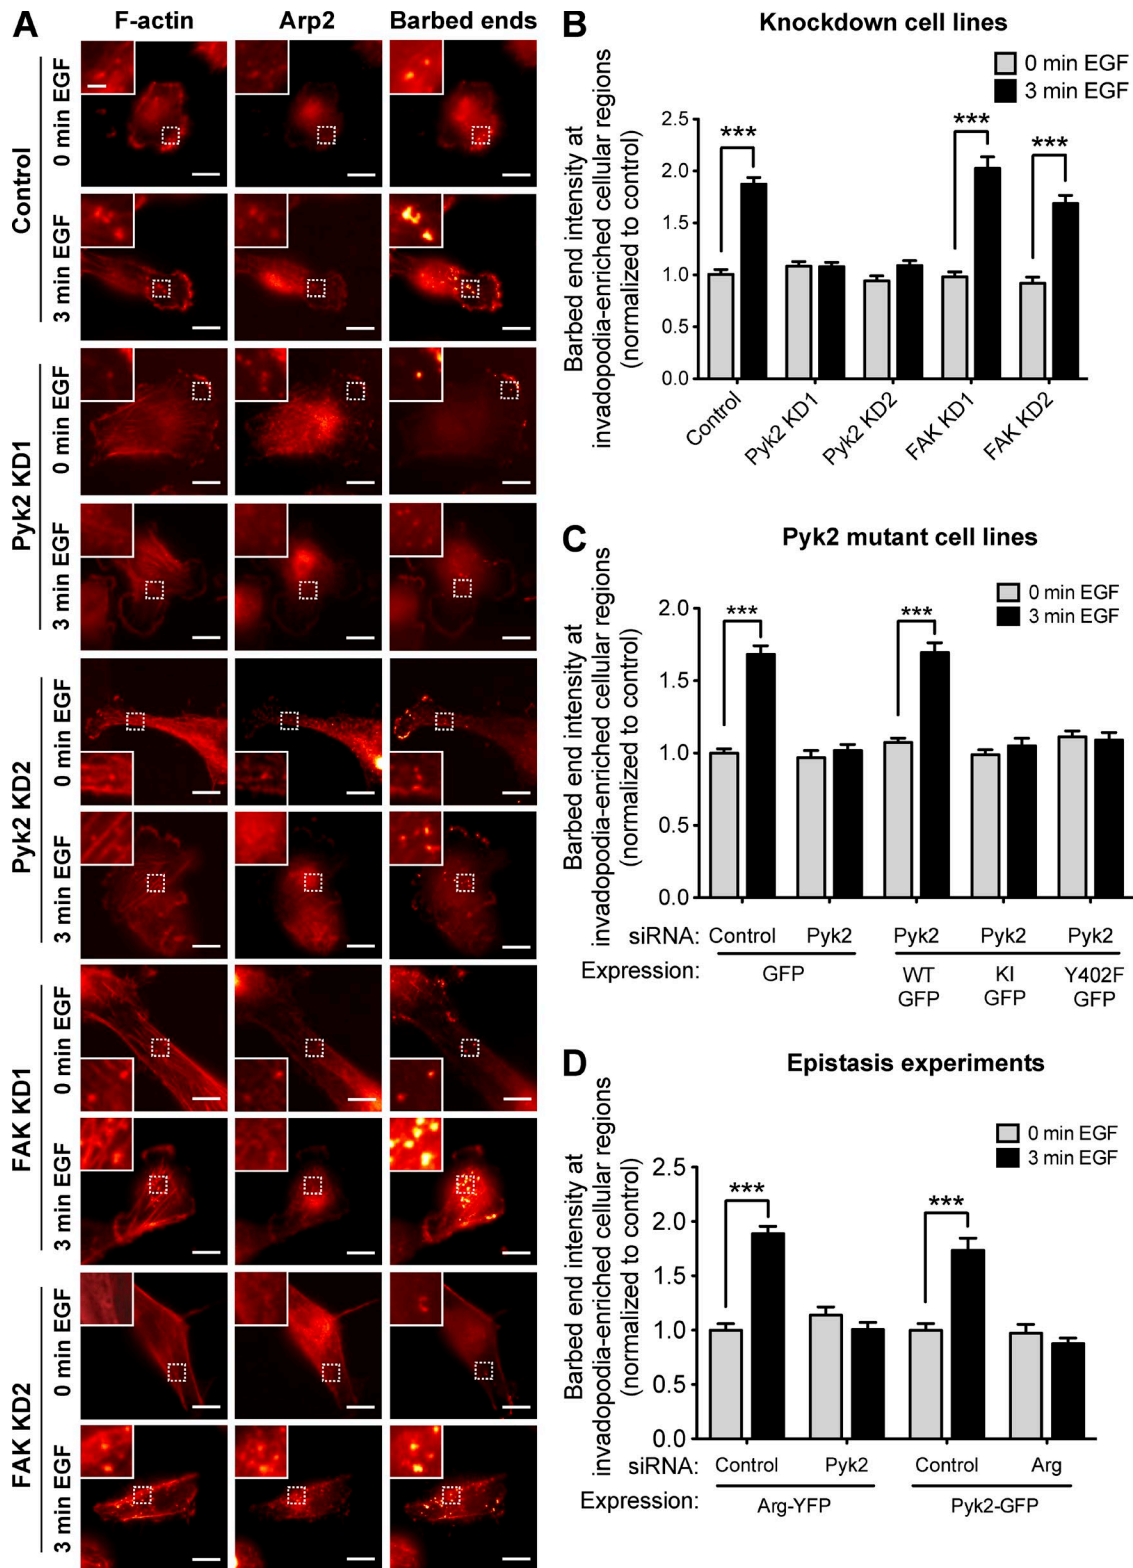 A
F-actin
Arp2
Barbed ends
Control
0 min EGF
3 min EGF
Pyk2 KD1
0 min EGF
3 min EGF
Pyk2 KD2
0 min EGF
3 min EGF
FAK KD1
0 min EGF
3 min EGF
FAK KD2
0 min EGF
3 min EGF
B
Knockdown cell lines
0 min EGF
3 min EGF
Barbed end intensity at
invadopodia-enriched cellular regions
(normalized to control)
2.5
2.0
1.5
1.0
0.5
0.0
***
***
***
Control
Pyk2 KD1
Pyk2 KD2
FAK KD1
FAK KD2
C
Pyk2 mutant cell lines
0 min EGF
3 min EGF
Barbed end intensity at
invadopodia-enriched cellular regions
(normalized to control)
2.0
1.5
1.0
0.5
0.0
***
***
siRNA: Control Pyk2 Pyk2 Pyk2 Pyk2
Expression: GFP WT GFP KI GFP Y402F GFP
D
Epistasis experiments
0 min EGF
3 min EGF
Barbed end intensity at
invadopodia-enriched cellular regions
(normalized to control)
2.5
2.0
1.5
1.0
0.5
0.0
***
***
siRNA: Control Pyk2 Control Arg
Expression: Arg-YFP Pyk2-GFP